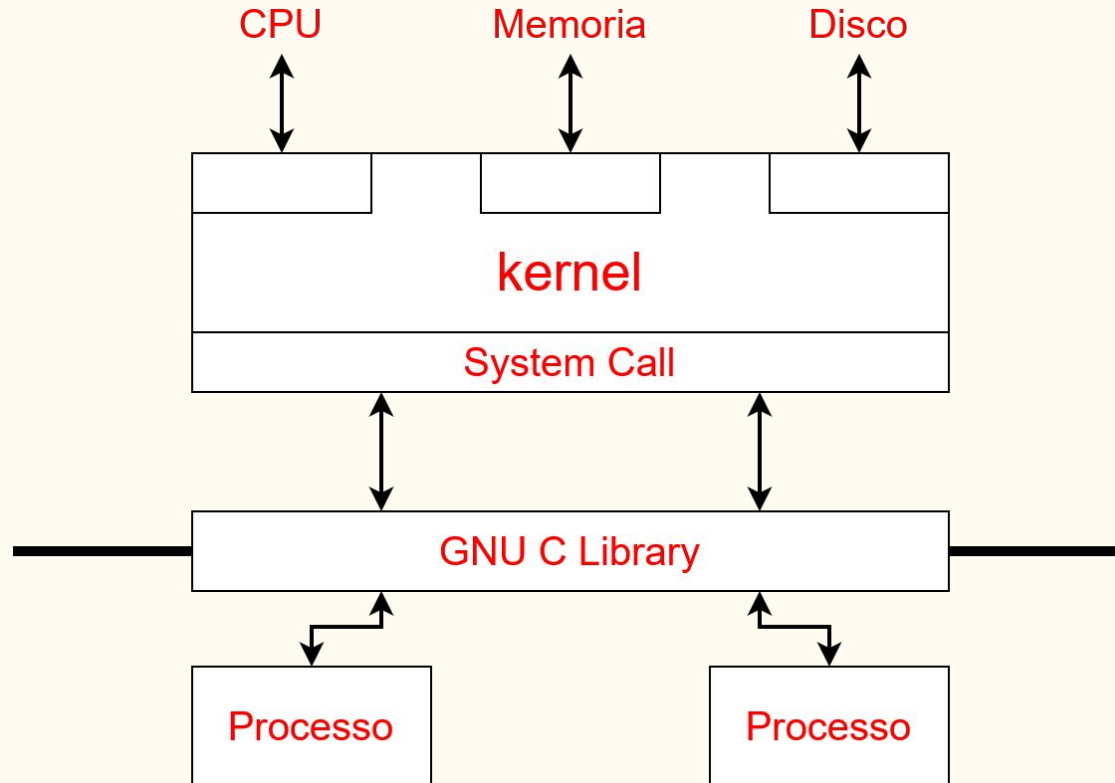 CPU
Memoria
Disco
kernel
System Call
GNU C Library
Processo
Processo